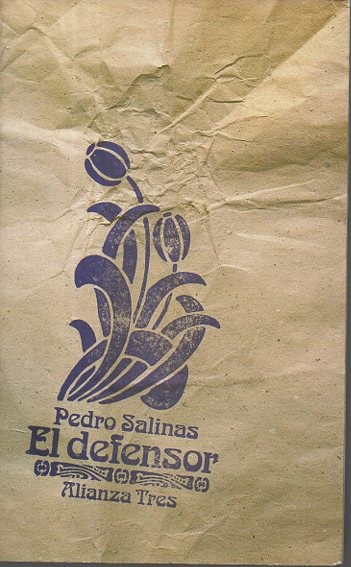 Pedro Salinas
El defensor
Alianza Tres